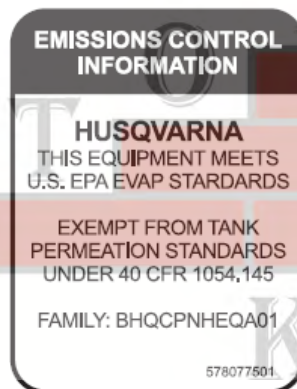 EMISSIONS CONTROL
INFORMATION
HUSQVARNA
THIS EQUIPMENT MEETS
U.S. EPA EVAP STARDARDS
EXEMPT FROM TANK
PERMEATION STANDARDS
UNDER 40 CFR 1054,145
FAMILY: BHQCPNHEQA01
578077501